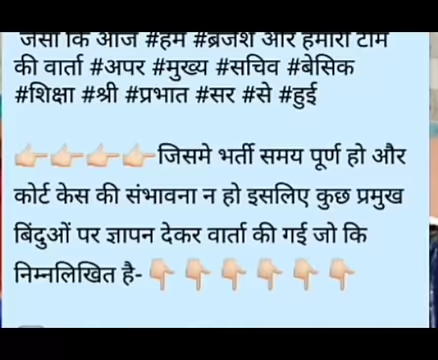 जैसा कि आज #हम #ब्रजेश और हमारी टीम
की वार्ता #अपर #मुख्य #सचिव #बेसिक
#शिक्षा #श्री #प्रभात #सर #से #हुई
👉🏻👉🏻👉🏻👉🏻जिसमे भर्ती समय पूर्ण हो और
कोर्ट केस की संभावना न हो इसलिए कुछ प्रमुख
बिंदुओं पर ज्ञापन देकर वार्ता की गई जो कि
निम्नलिखित है-👇🏻👇🏻👇🏻👇🏻👇🏻👇🏻